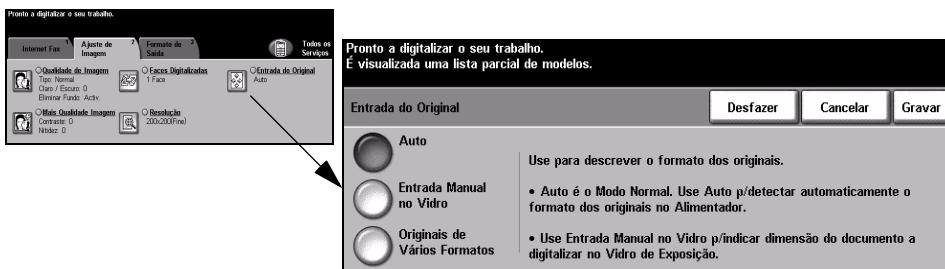 Pronto a digitalizar o seu trabalho.
Internet Fax 1
Ajuste de Imagem 2
Formato de Saída 3
Todos os Serviços
Qualidade de Imagem
Tipo: Normal
Claro / Escuro: 0
Eliminar Fundo: Activ.
Faces Digitalizadas
1 Face
Entrada do Original
Auto
Mais Qualidade Imagem
Contraste: 0
Nitidez: 0
Resolução
200x200(Fine)
Pronto a digitalizar o seu trabalho.
É visualizada uma lista parcial de modelos.
Entrada do Original
Desfazer
Cancelar
Gravar
Auto
Entrada Manual
no Vidro
Originais de
Vários Formatos
Use para descrever o formato dos originais.
• Auto é o Modo Normal. Use Auto p/detectar automaticamente o
formato dos originais no Alimentador.
• Use Entrada Manual no Vidro p/indicar dimensão do documento a
digitalizar no Vidro de Exposição.